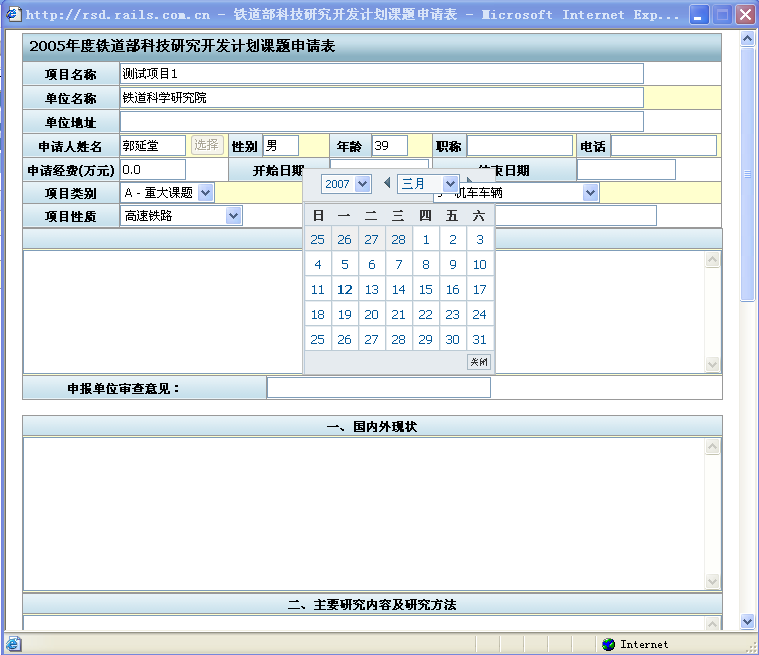 http://rsd.rails.com.cn - 铁道部科技研究开发计划课题申请表 - Microsoft Internet Exp...
2005年度铁道部科技研究开发计划课题申请表
项目名称 测试项目1
单位名称 铁道科学研究院
单位地址
申请人姓名 郭延堂 选择 性别 男 年龄 39 职称 电话
申请经费(万元) 0.0 开始日期 结束日期
2007 三月
项目类别 A - 重大课题 机车车辆
项目性质 高速铁路
日 一 二 三 四 五 六
25 26 27 28 1 2 3
4 5 6 7 8 9 10
11 12 13 14 15 16 17
18 19 20 21 22 23 24
25 26 27 28 29 30 31
关闭
申报单位审查意见：
一、国内外现状
二、主要研究内容及研究方法
Internet